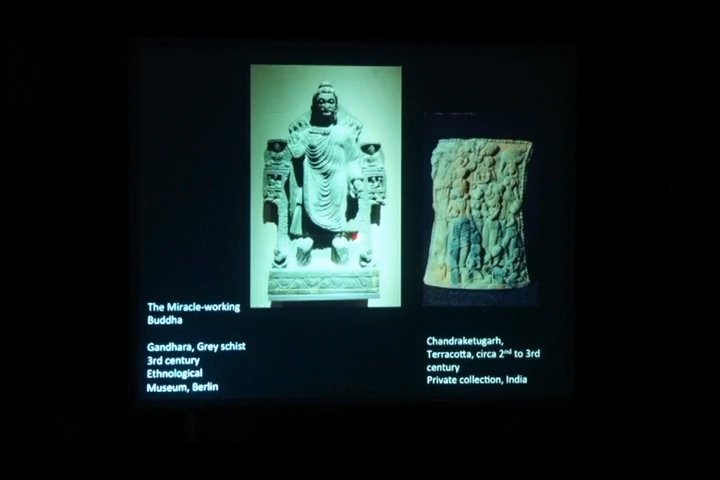 The Miracle-working
Buddha
Gandhara, Grey schist
3rd century
Ethnological
Museum, Berlin
Chandraketugarh,
Terracotta, circa 2nd to 3rd
century
Private collection, India